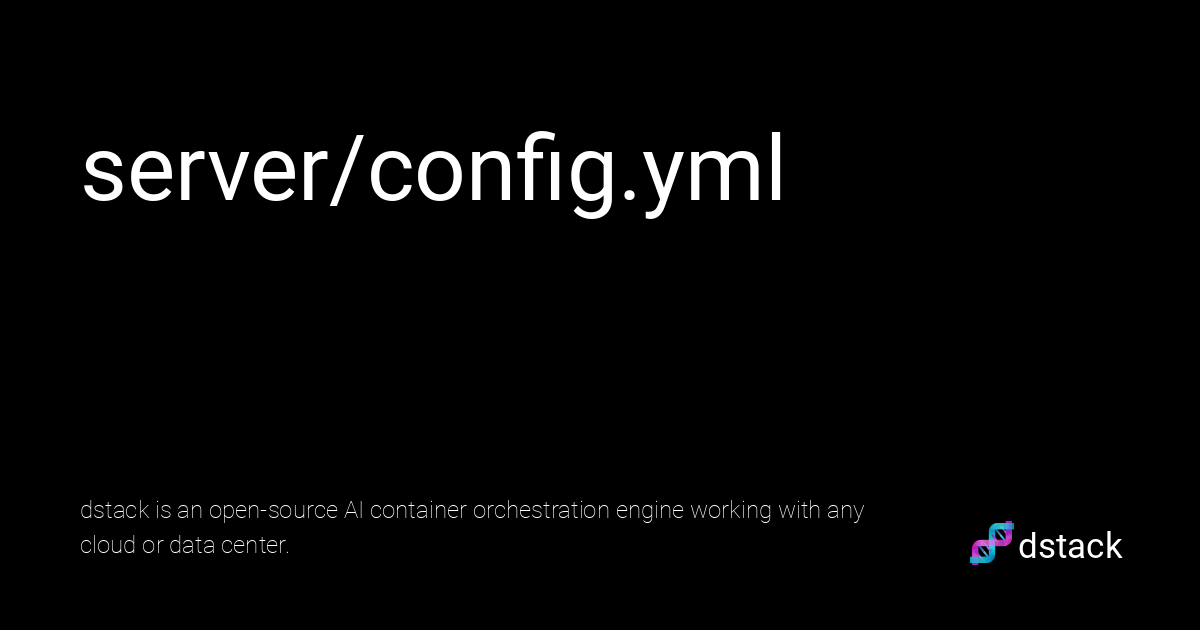 server/config.yml
dstack is an open-source AI container orchestration engine working with any
cloud or data center.
dstack